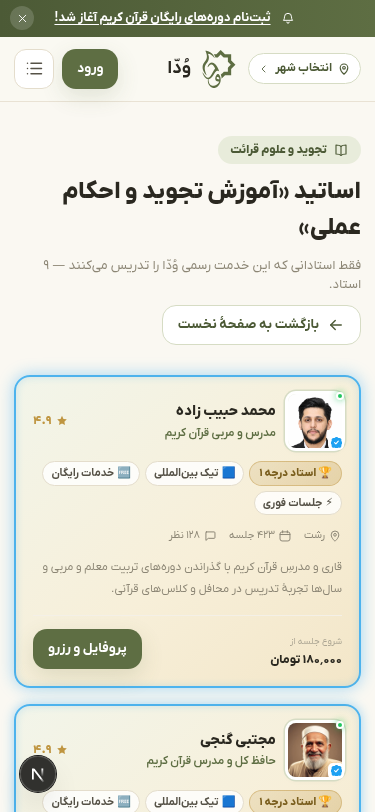 ثبت‌نام دوره‌های رایگان قرآن کریم آغاز شد!
انتخاب شهر
وُدّا
ورود
تجوید و علوم قرائت
اساتید «آموزش تجوید و احکام
عملی»
فقط استادانی که این خدمت رسمی وُدّا را تدریس می‌کنند — ۹
استاد.
بازگشت به صفحهٔ نخست
محمد حبیب زاده
۴.۹
مدرس و مربی قرآن کریم
🏆 استاد درجه ۱
🟦 تیک بین‌المللی
🆓 خدمات رایگان
⚡ جلسات فوری
رشت
۴۲۳ جلسه
۱۲۸ نظر
قاری و مدرس قرآن کریم با گذراندن دوره‌های تربیت معلم و مربی و
سال‌ها تجربهٔ تدریس در محافل و کلاس‌های قرآنی.
شروع جلسه از
۱۸۰٬۰۰۰ تومان
پروفایل و رزرو
مجتبی گنجی
۴.۹
حافظ کل و مدرس قرآن کریم
N
🏆 استاد درجه ۱
🟦 تیک بین‌المللی
🆓 خدمات رایگان